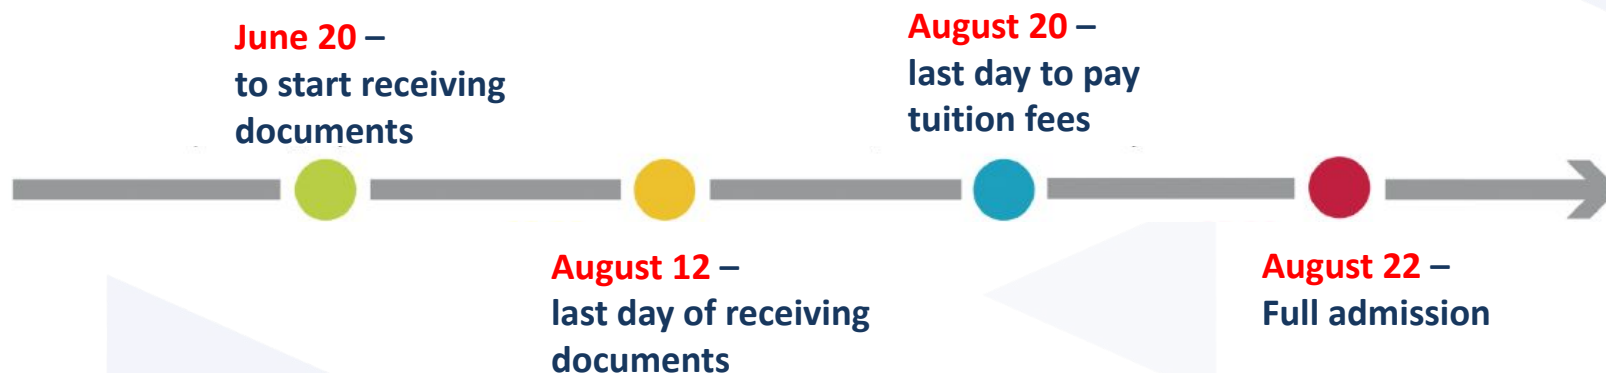 June 20 –
to start receiving
documents
August 12 –
last day of receiving
documents
August 20 –
last day to pay
tuition fees
August 22 –
Full admission